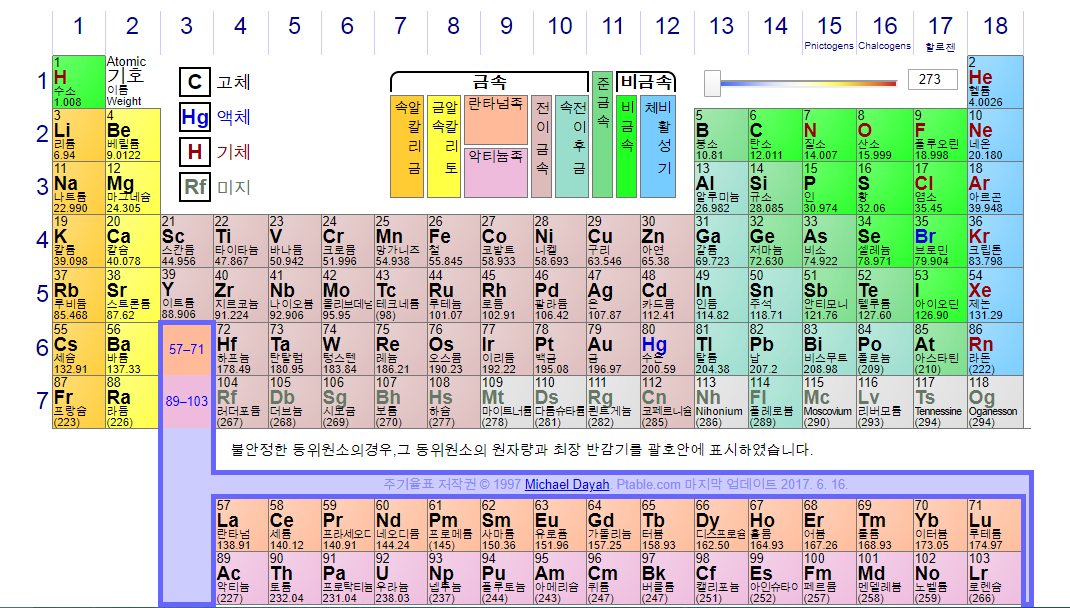 1 2 3 4 5 6 7 8 9 10 11 12 13 14 15 16 17 18
Pnictogens Chalcogens 할로젠
1 2 3 4 5 6 7
Atomic
기호
이름
Weight
C 고체
Hg 액체
H 기체
Rf 미지
금속
알칼리 금속
알칼리 토금속
란타넘족
악티늄족
전이 금속
전이후 금속
준금속
비금속
비금속
비활성 기체
273
1 H 수소 1.008
2 He 헬륨 4.0026
3 Li 리튬 6.94
4 Be 베릴륨 9.0122
5 B 붕소 10.81
6 C 탄소 12.011
7 N 질소 14.007
8 O 산소 15.999
9 F 플루오린 18.998
10 Ne 네온 20.180
11 Na 나트륨 22.990
12 Mg 마그네슘 24.305
13 Al 알루미늄 26.982
14 Si 규소 28.085
15 P 인 30.974
16 S 황 32.06
17 Cl 염소 35.45
18 Ar 아르곤 39.948
19 K 칼륨 39.098
20 Ca 칼슘 40.078
21 Sc 스칸듐 44.956
22 Ti 타이타늄 47.867
23 V 바나듐 50.942
24 Cr 크로뮴 51.996
25 Mn 망가니즈 54.938
26 Fe 철 55.845
27 Co 코발트 58.933
28 Ni 니켈 58.693
29 Cu 구리 63.546
30 Zn 아연 65.38
31 Ga 갈륨 69.723
32 Ge 저마늄 72.630
33 As 비소 74.922
34 Se 셀레늄 78.971
35 Br 브로민 79.904
36 Kr 크립톤 83.798
37 Rb 루비듐 85.468
38 Sr 스트론튬 87.62
39 Y 이트륨 88.906
40 Zr 지르코늄 91.224
41 Nb 나이오븀 92.906
42 Mo 몰리브데넘 95.95
43 Tc 테크네튬 (98)
44 Ru 루테늄 101.07
45 Rh 로듐 102.91
46 Pd 팔라듐 106.42
47 Ag 은 107.87
48 Cd 카드뮴 112.41
49 In 인듐 114.82
50 Sn 주석 118.71
51 Sb 안티모니 121.76
52 Te 텔루륨 127.60
53 I 아이오딘 126.90
54 Xe 제논 131.29
55 Cs 세슘 132.91
56 Ba 바륨 137.33
57–71
72 Hf 하프늄 178.49
73 Ta 탄탈럼 180.95
74 W 텅스텐 183.84
75 Re 레늄 186.21
76 Os 오스뮴 190.23
77 Ir 이리듐 192.22
78 Pt 백금 195.08
79 Au 금 196.97
80 Hg 수은 200.59
81 Tl 탈륨 204.38
82 Pb 납 207.2
83 Bi 비스무트 208.98
84 Po 폴로늄 (209)
85 At 아스타틴 (210)
86 Rn 라돈 (222)
87 Fr 프랑슘 (223)
88 Ra 라듐 (226)
89–103
104 Rf 러더포듐 (267)
105 Db 더브늄 (268)
106 Sg 시보귬 (269)
107 Bh 보륨 (270)
108 Hs 하슘 (277)
109 Mt 마이트너륨 (278)
110 Ds 다름슈타튬 (281)
111 Rg 뢴트게늄 (282)
112 Cn 코페르니슘 (285)
113 Nh Nihonium (286)
114 Fl 플레로븀 (289)
115 Mc Moscovium (290)
116 Lv 리버모륨 (293)
117 Ts Tennessine (294)
118 Og Oganesson (294)
불안정한 동위원소의경우,그 동위원소의 원자량과 최장 반감기를 괄호안에 표시하였습니다.
주기율표 저작권 © 1997 Michael Dayah. Ptable.com 마지막 업데이트 2017. 6. 16.
57 La 란타넘 138.91
58 Ce 세륨 140.12
59 Pr 프라세오디 140.91
60 Nd 네오디뮴 144.24
61 Pm 프로메튬 (145)
62 Sm 사마륨 150.36
63 Eu 유로퓸 151.96
64 Gd 가돌리늄 157.25
65 Tb 터븀 158.93
66 Dy 디스프로슘 162.50
67 Ho 홀뮴 164.93
68 Er 어븀 167.26
69 Tm 툴륨 168.93
70 Yb 이터븀 173.05
71 Lu 루테튬 174.97
89 Ac 악티늄 (227)
90 Th 토륨 232.04
91 Pa 프로탁티늄 231.04
92 U 우라늄 238.03
93 Np 넵투늄 (237)
94 Pu 플루토늄 (244)
95 Am 아메리슘 (243)
96 Cm 퀴륨 (247)
97 Bk 버클륨 (247)
98 Cf 캘리포늄 (251)
99 Es 아인슈타이 (252)
100 Fm 페르뮴 (257)
101 Md 멘델레븀 (258)
102 No 노벨륨 (259)
103 Lr 로렌슘 (266)